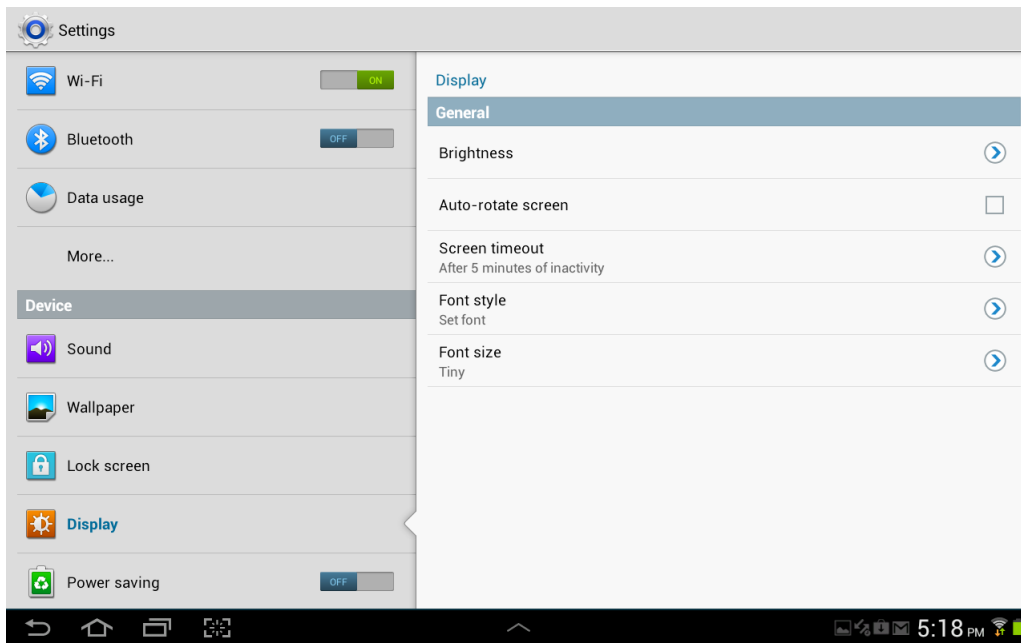 Settings
Wi-Fi
ON
Bluetooth
OFF
Data usage
More...
Device
Sound
Wallpaper
Lock screen
Display
Power saving
OFF
Display
General
Brightness
Auto-rotate screen
Screen timeout
After 5 minutes of inactivity
Font style
Set font
Font size
Tiny
5:18 PM